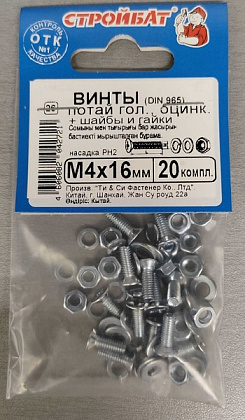 КОНТРОЛЬ
ОТК
№1
КАЧЕСТВА
СТРОЙБАТ
ВИНТЫ (DIN 965)
потай гол., оцинк.
+ шайбы и гайки
насадка PH2
М4х16мм
20 компл.
Произв. "Ти & Си Фастенер Ко., Лтд"
Китай, г. Шанхай, Жан Су роуд 22а
Өндіріс: Қытай.